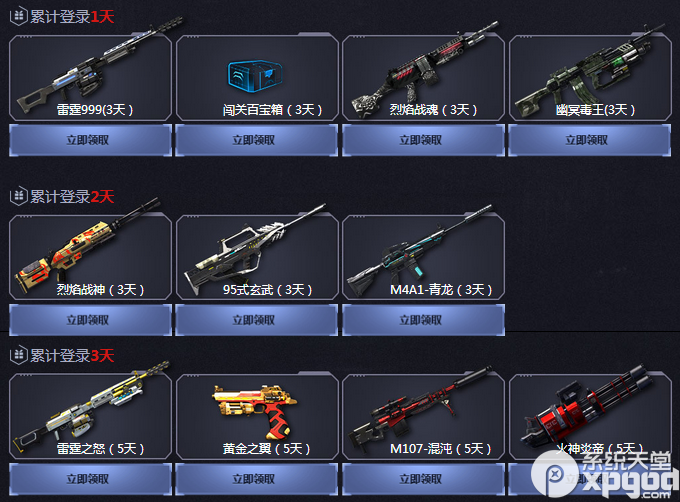 累计登录1天
雷霆999(3天)
闯关百宝箱（3天）
烈焰战魂（3天）
幽冥毒王(3天)
立即领取
立即领取
立即领取
立即领取
累计登录2天
烈焰战神（3天）
95式玄武（3天）
M4A1-青龙（3天）
立即领取
立即领取
立即领取
累计登录3天
雷霆之怒（5天）
黄金之翼（5天）
M107-混沌（5天）
火神炎帝（5天）
立即领取
立即领取
立即领取
立即领取
系统天堂
xpgod.com